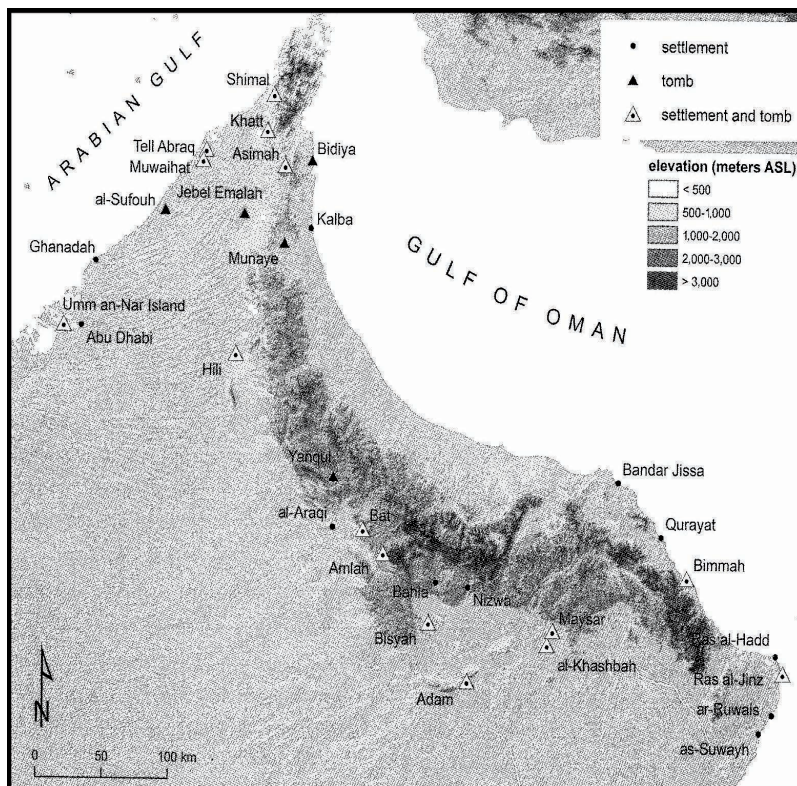 ARABIAN GULF
GULF OF OMAN
settlement
tomb
settlement and tomb
elevation (meters ASL)
< 500
500-1,000
1,000-2,000
2,000-3,000
> 3,000
Shimal
Khatt
Tell Abraq
Muwaihat
Asimah
Bidiya
al-Sufouh
Jebel Emalah
Kalba
Ghanadah
Munaye
Umm an-Nar Island
Abu Dhabi
Hili
Yanqul
Bandar Jissa
al-Araqi
Bat
Qurayat
Amlah
Bimmah
Bahla
Nizwa
Bisyah
Maysar
al-Khashbah
Ras al-Hadd
Ras al-Jinz
Adam
ar-Ruwais
as-Suwayh
N
0 50 100 km